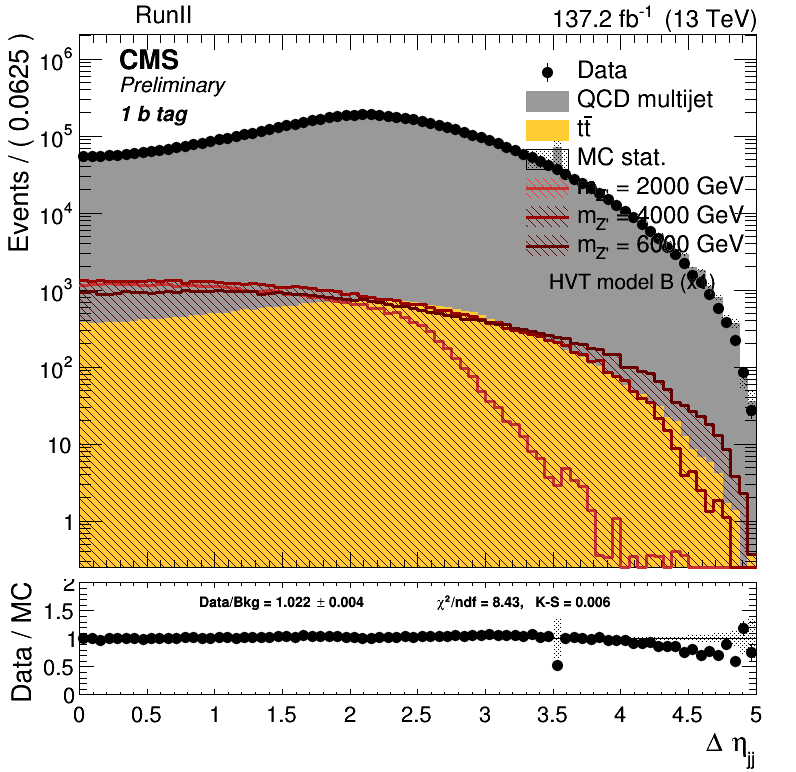 RunII
137.2 fb⁻¹ (13 TeV)
CMS
Preliminary
1 b tag
Data
QCD multijet
tt̄
MC stat.
m_Z' = 2000 GeV
m_Z' = 4000 GeV
m_Z' = 6000 GeV
HVT model B
Events / ( 0.0625 )
10⁶
10⁵
10⁴
10³
10²
10
1
Data/Bkg = 1.022 ± 0.004
χ²/ndf = 8.43, K-S = 0.006
Data / MC
2
1.5
1
0.5
0
0 0.5 1 1.5 2 2.5 3 3.5 4 4.5 5
Δ η_jj